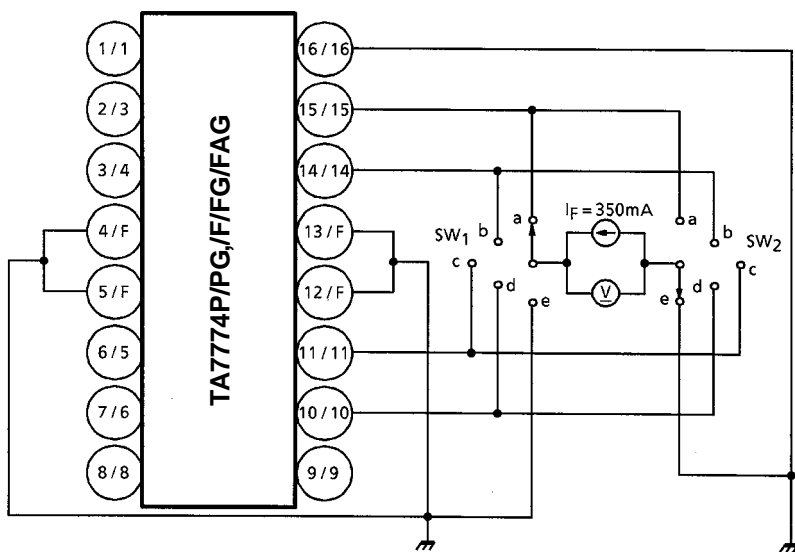 1 / 1
2 / 3
3 / 4
4 / F
5 / F
6 / 5
7 / 6
8 / 8
TA7774P/PG,/F/FG/FAG
16 / 16
15 / 15
14 / 14
13 / F
12 / F
11 / 11
10 / 10
9 / 9
SW1
a
b
c
d
e
IF = 350mA
V
a
b
c
d
e
SW2